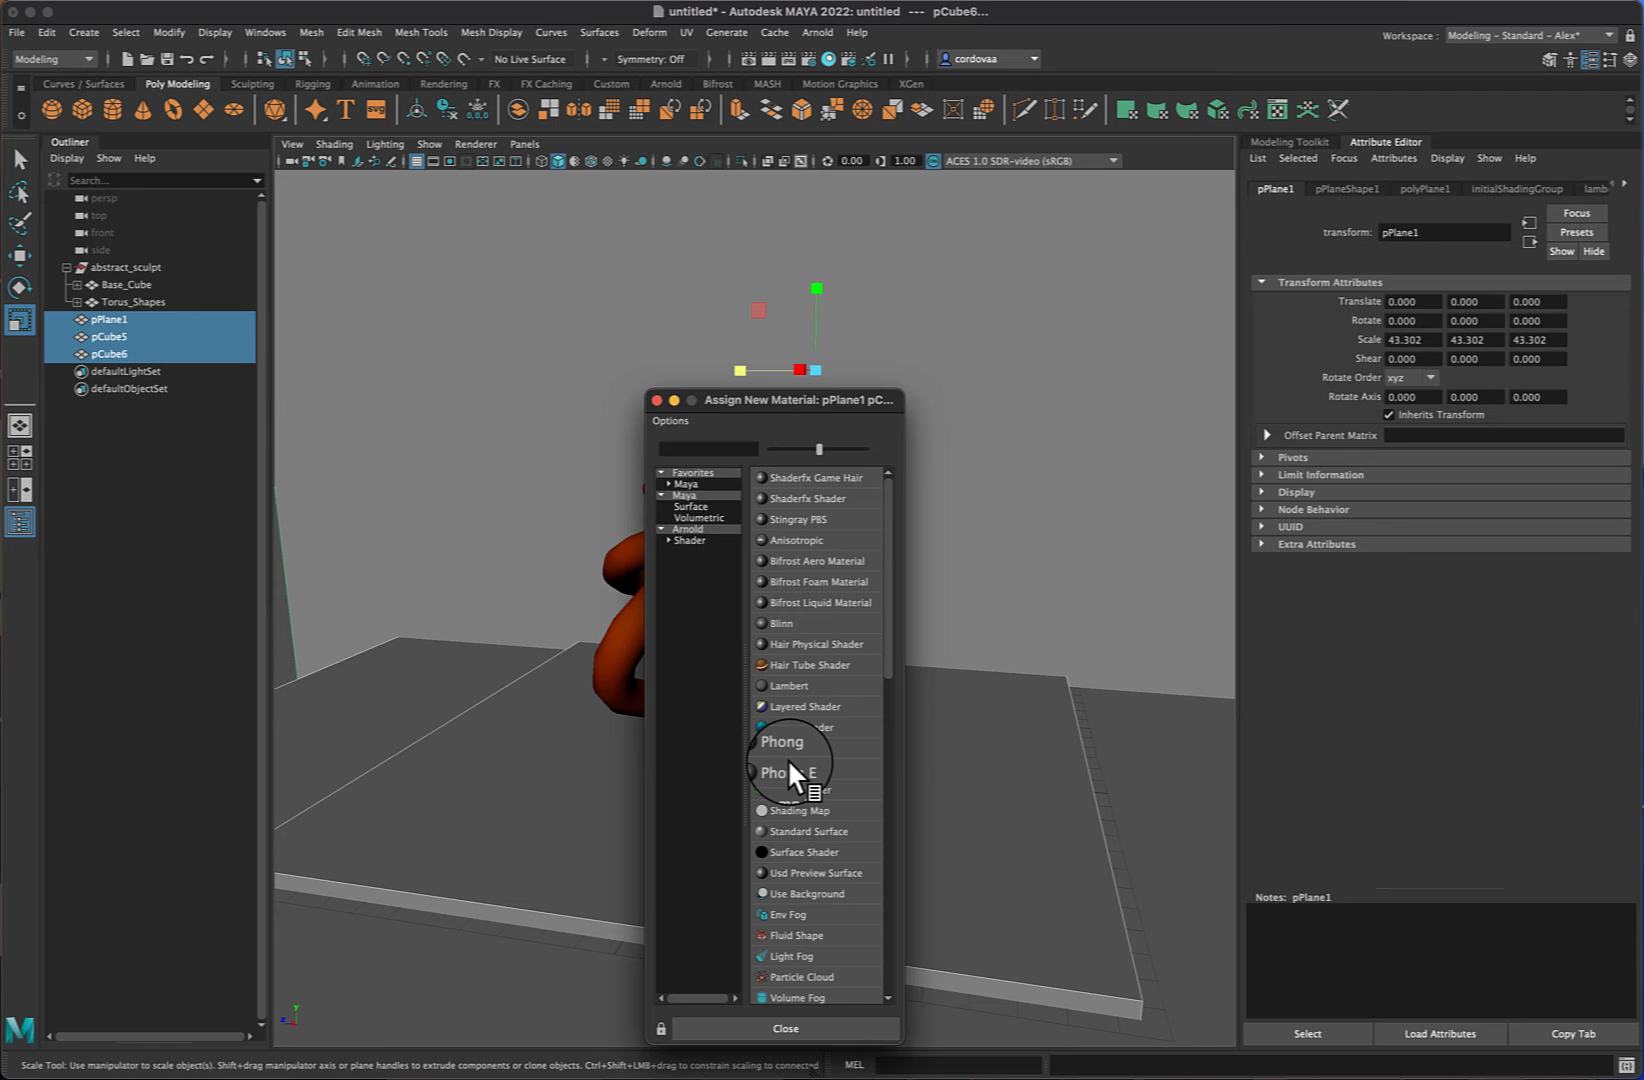 untitled* - Autodesk MAYA 2022: untitled --- pCube6...
File Edit Create Select Modify Display Windows Mesh Edit Mesh Mesh Tools Mesh Display Curves Surfaces Deform UV Generate Cache Arnold Help
Workspace : Modeling - Standard - Alex*
Modeling No Live Surface Symmetry: Off cordovaa
Curves / Surfaces Poly Modeling Sculpting Rigging Animation Rendering FX FX Caching Custom Arnold Bifrost MASH Motion Graphics XGen
T SVG 0,0,0
Outliner
Display Show Help
Search...
persp
top
front
side
abstract_sculpt
Base_Cube
Torus_Shapes
pPlane1
pCube5
pCube6
defaultLightSet
defaultObjectSet
View Shading Lighting Show Renderer Panels
0.00 1.00 ACES 1.0 SDR-video (sRGB)
Assign New Material: pPlane1 pC...
Options
Favorites
Maya
Maya
Surface
Volumetric
Arnold
Shader
Shaderfx Game Hair
Shaderfx Shader
Stingray PBS
Anisotropic
Bifrost Aero Material
Bifrost Foam Material
Bifrost Liquid Material
Blinn
Hair Physical Shader
Hair Tube Shader
Lambert
Layered Shader
Phong
Shading Map
Standard Surface
Surface Shader
Usd Preview Surface
Use Background
Env Fog
Fluid Shape
Light Fog
Particle Cloud
Volume Fog
Close
Modeling Toolkit Attribute Editor
List Selected Focus Attributes Display Show Help
pPlane1 pPlaneShape1 polyPlane1 initialShadingGroup lamb
Focus
transform: pPlane1 Presets
Show Hide
Transform Attributes
Translate 0.000 0.000 0.000
Rotate 0.000 0.000 0.000
Scale 43.302 43.302 43.302
Shear 0.000 0.000 0.000
Rotate Order xyz
Rotate Axis 0.000 0.000 0.000
Inherits Transform
Offset Parent Matrix
Pivots
Limit Information
Display
Node Behavior
UUID
Extra Attributes
Notes: pPlane1
Select Load Attributes Copy Tab
Scale Tool: Use manipulator to scale object(s). Shift+drag manipulator axis or plane handles to extrude components or clone objects. Ctrl+Shift+LMB+drag to constrain scaling to connected
MEL